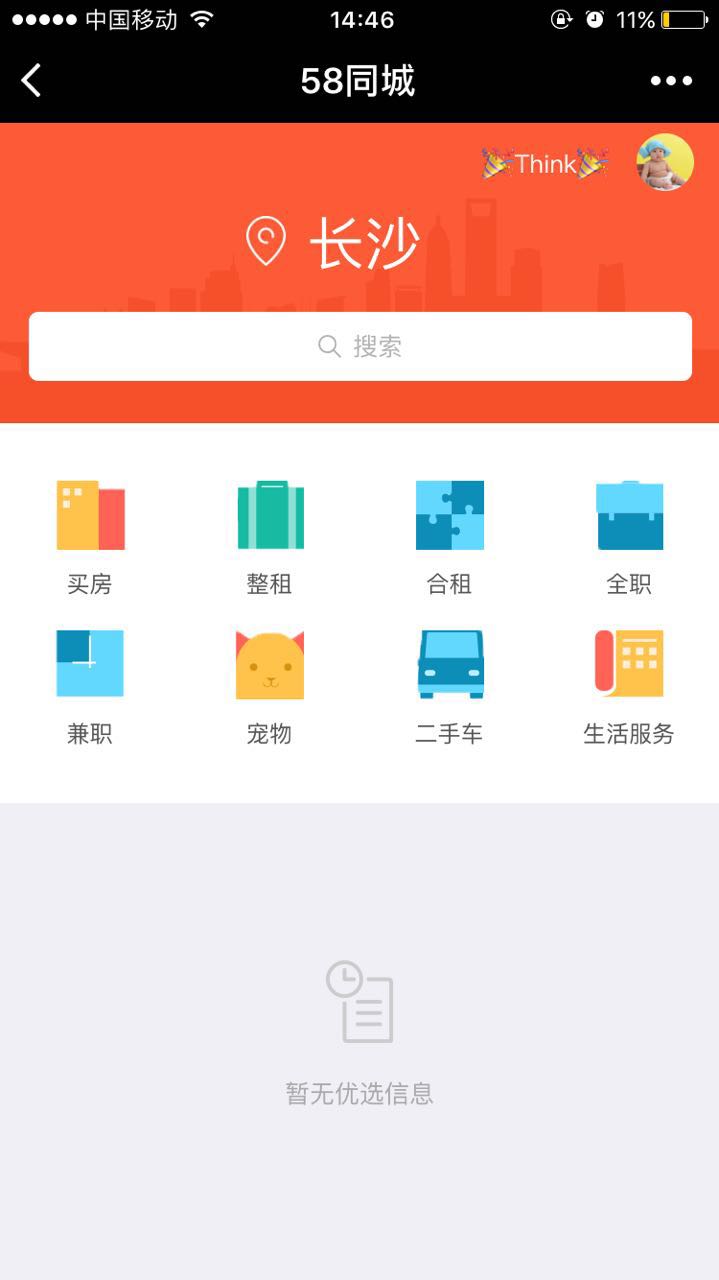 中国移动 14:46 11%
58同城
🎉Think🎉
长沙
搜索
买房 整租 合租 全职
兼职 宠物 二手车 生活服务
暂无优选信息